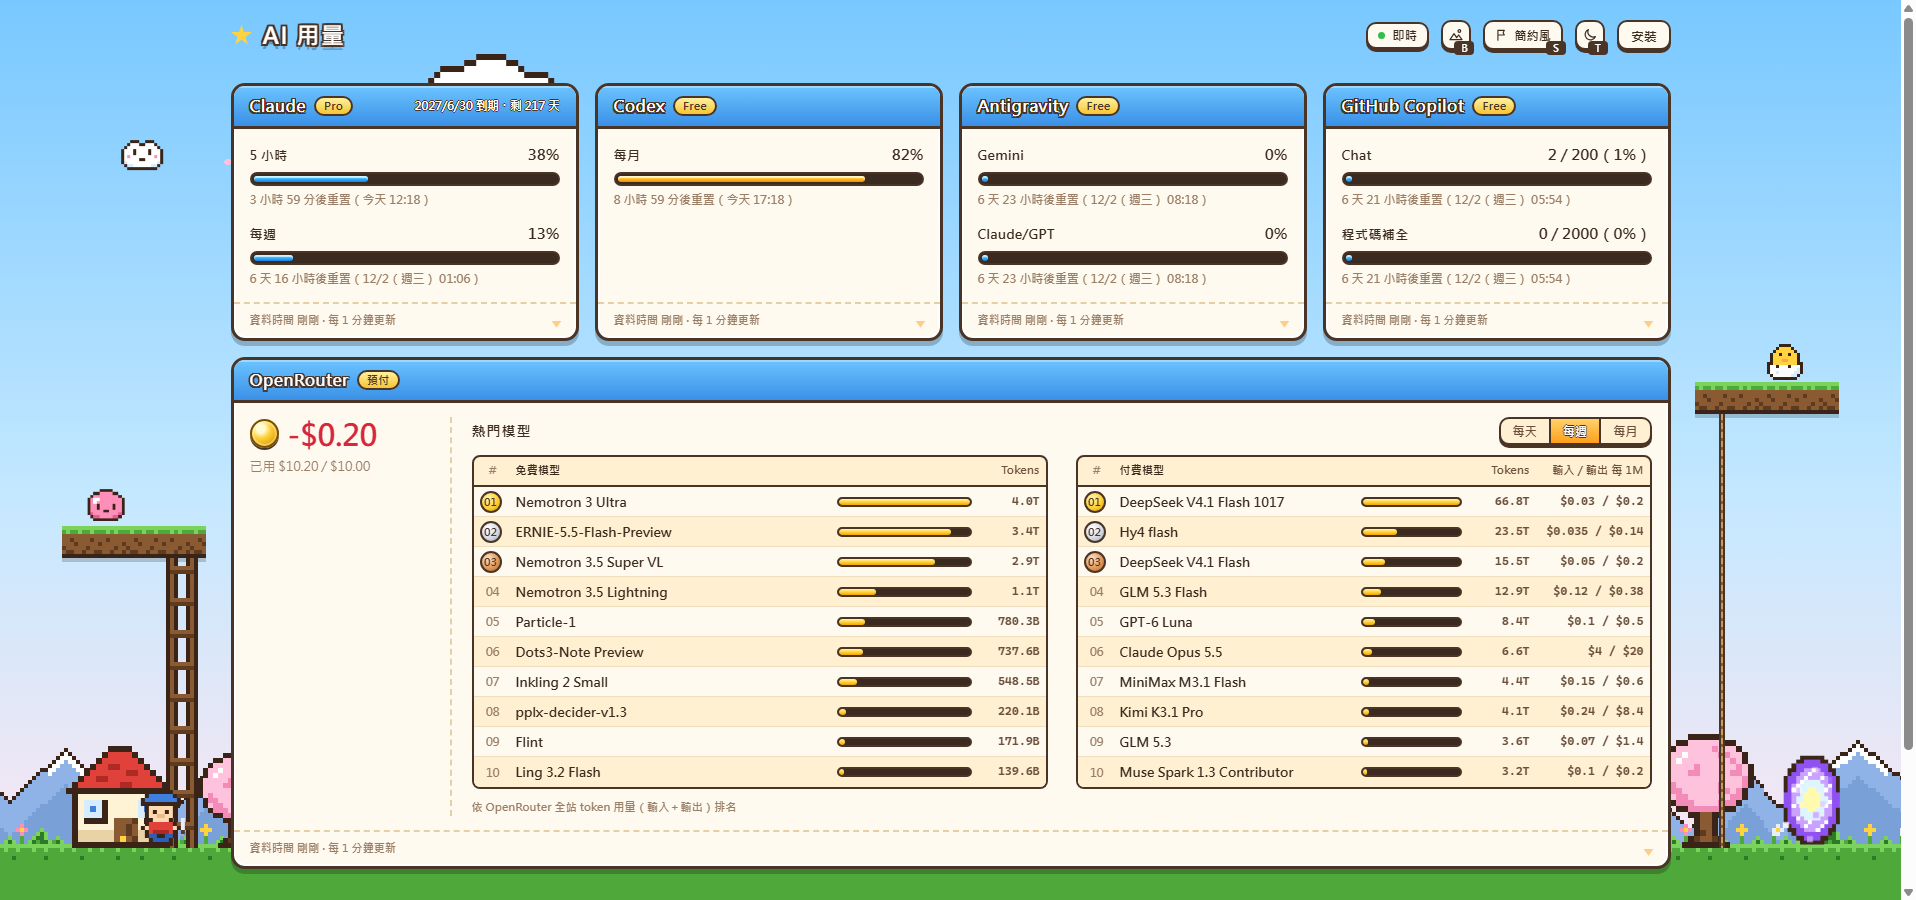 AI 用量
即時
B
簡約風
S
T
安裝
Claude Pro 2027/6/30 到期 · 剩 217 天
5 小時 38%
3 小時 59 分後重置 ( 今天 12:18 )
每週 13%
6 天 16 小時後重置 ( 12/2 ( 週三 ) 01:06 )
資料時間 剛剛 · 每 1 分鐘更新
Codex Free
每月 82%
8 小時 59 分後重置 ( 今天 17:18 )
資料時間 剛剛 · 每 1 分鐘更新
Antigravity Free
Gemini 0%
6 天 23 小時後重置 ( 12/2 ( 週三 ) 08:18 )
Claude/GPT 0%
6 天 23 小時後重置 ( 12/2 ( 週三 ) 08:18 )
資料時間 剛剛 · 每 1 分鐘更新
GitHub Copilot Free
Chat 2 / 200 ( 1% )
6 天 21 小時後重置 ( 12/2 ( 週三 ) 05:54 )
程式碼補全 0 / 2000 ( 0% )
6 天 21 小時後重置 ( 12/2 ( 週三 ) 05:54 )
資料時間 剛剛 · 每 1 分鐘更新
OpenRouter 預付
-$0.20
已用 $10.20 / $10.00
熱門模型
每天 每週 每月
# 免費模型 Tokens
01 Nemotron 3 Ultra 4.0T
02 ERNIE-5.5-Flash-Preview 3.4T
03 Nemotron 3.5 Super VL 2.9T
04 Nemotron 3.5 Lightning 1.1T
05 Particle-1 780.3B
06 Dots3-Note Preview 737.6B
07 Inkling 2 Small 548.5B
08 pplx-decider-v1.3 220.1B
09 Flint 171.9B
10 Ling 3.2 Flash 139.6B
# 付費模型 Tokens 輸入 / 輸出 每 1M
01 DeepSeek V4.1 Flash 1017 66.8T $0.03 / $0.2
02 Hy4 flash 23.5T $0.035 / $0.14
03 DeepSeek V4.1 Flash 15.5T $0.05 / $0.2
04 GLM 5.3 Flash 12.9T $0.12 / $0.38
05 GPT-6 Luna 8.4T $0.1 / $0.5
06 Claude Opus 5.5 6.6T $4 / $20
07 MiniMax M3.1 Flash 4.4T $0.15 / $0.6
08 Kimi K3.1 Pro 4.1T $0.24 / $8.4
09 GLM 5.3 3.6T $0.07 / $1.4
10 Muse Spark 1.3 Contributor 3.2T $0.1 / $0.2
依 OpenRouter 全站 token 用量 ( 輸入 + 輸出 ) 排名
資料時間 剛剛 · 每 1 分鐘更新